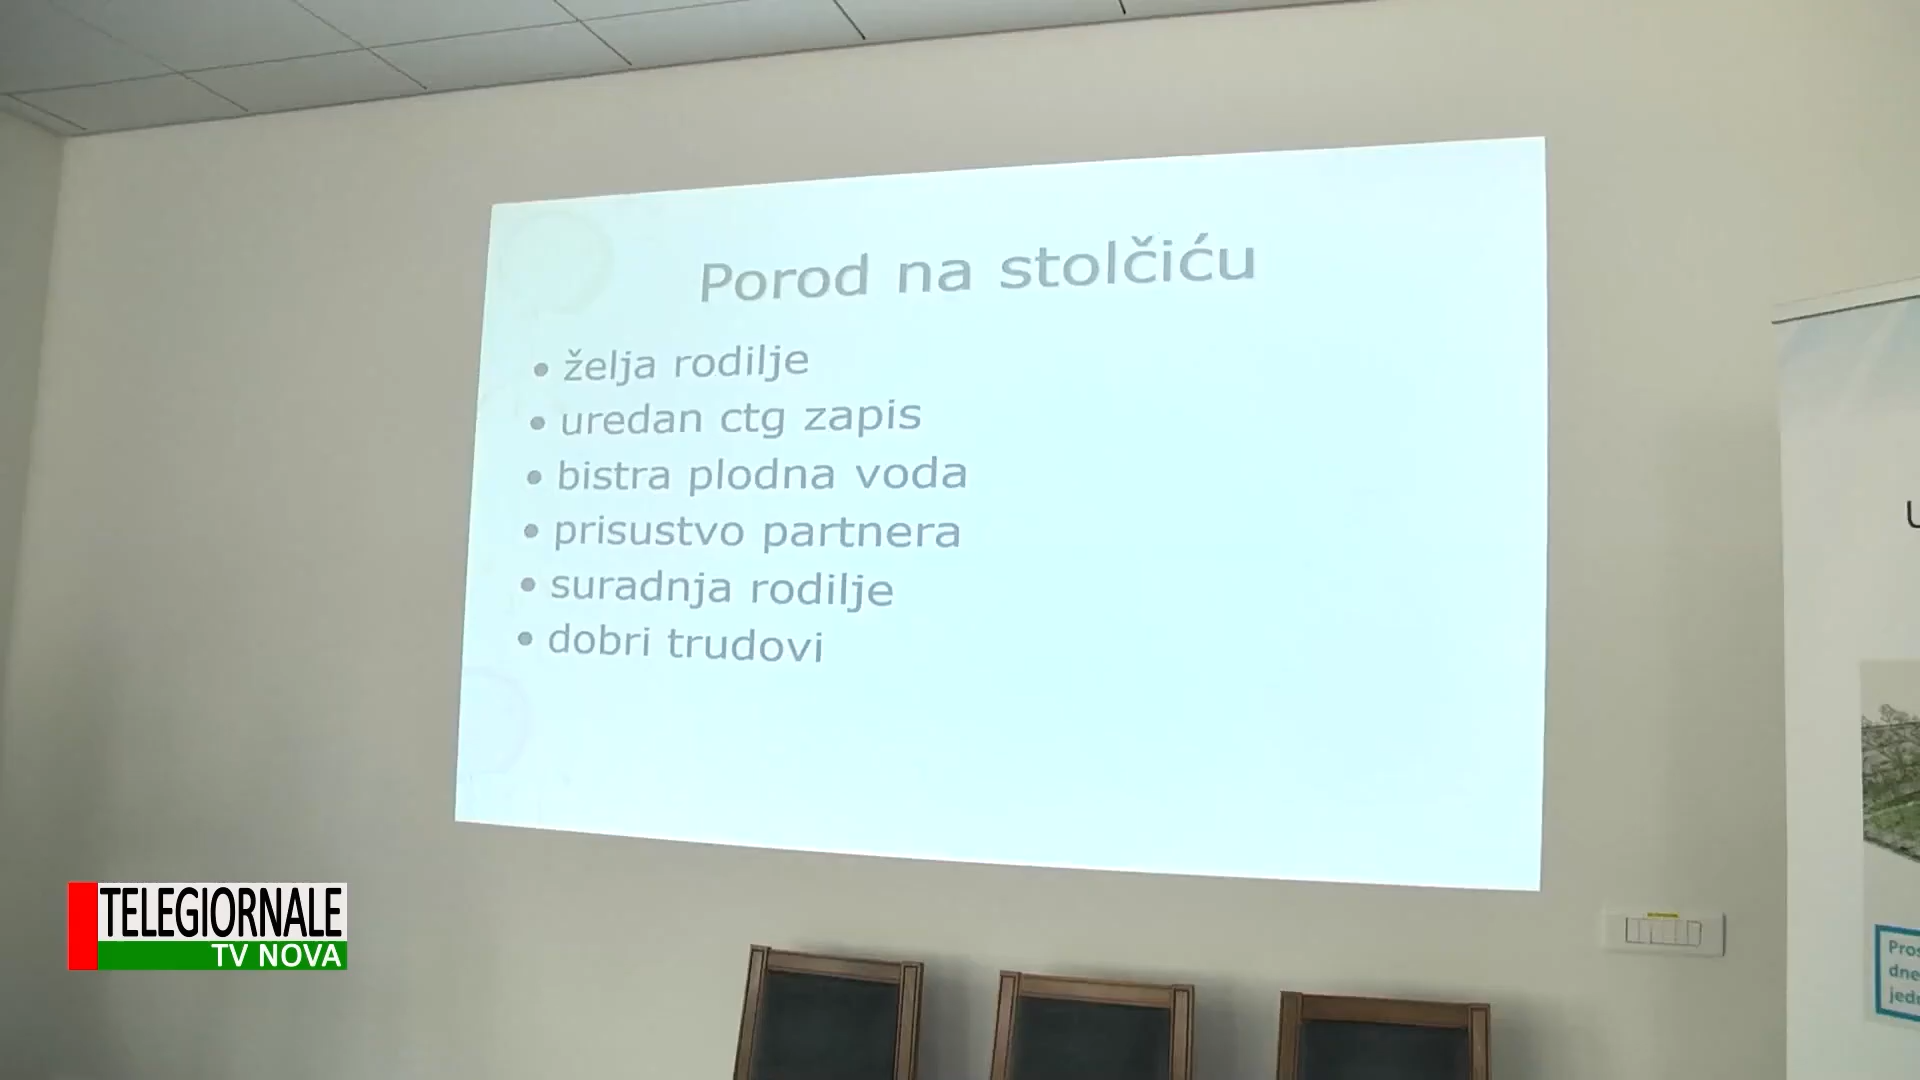 Porod na stolčiću
• želja rodilje
• uredan ctg zapis
• bistra plodna voda
• prisustvo partnera
• suradnja rodilje
• dobri trudovi
TELEGIORNALE
TV NOVA